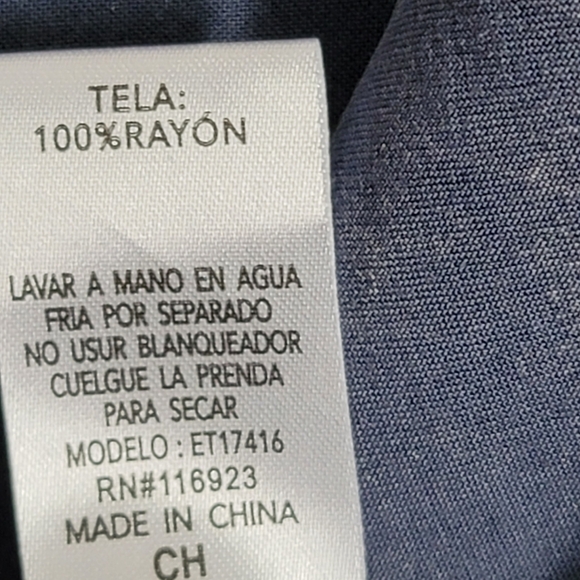 TELA:
100%RAYÓN
LAVAR A MANO EN AGUA
FRIA POR SEPARADO
NO USUR BLANQUEADOR
CUELGUE LA PRENDA
PARA SECAR
MODELO : ET17416
RN#116923
MADE IN CHINA
CH